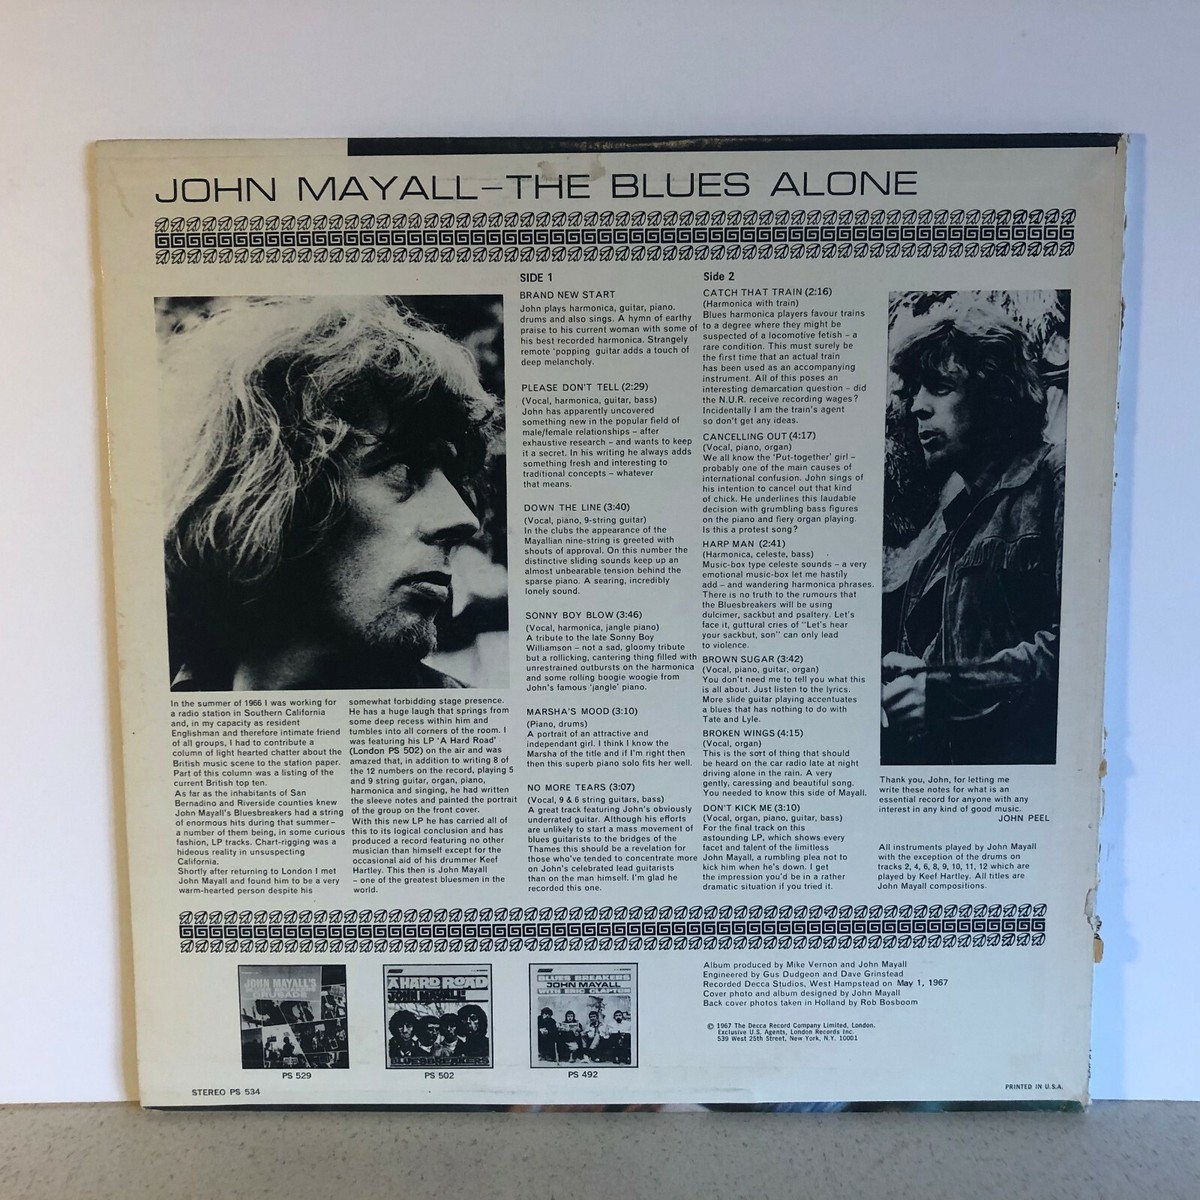 JOHN MAYALL–THE BLUES ALONE
In the summer of 1966 I was working for
a radio station in Southern California
and, in my capacity as resident
Englishman and therefore intimate friend
of all groups, I had to contribute a
column of light hearted chatter about the
British music scene to the station paper.
Part of this column was a listing of the
current British top ten.
As far as the inhabitants of San
Bernadino and Riverside counties knew
John Mayall's Bluesbreakers had a string
of enormous hits during that summer–
a number of them being, in some curious
fashion, LP tracks. Chart-rigging was a
hideous reality in unsuspecting
California.
Shortly after returning to London I met
John Mayall and found him to be a very
warm-hearted person despite his
somewhat forbidding stage presence.
He has a huge laugh that springs from
some deep recess within him and
tumbles into all corners of the room. I
was featuring his LP 'A Hard Road'
(London PS 502) on the air and was
amazed that, in addition to writing 8 of
the 12 numbers on the record, playing 5
and 9 string guitar, organ, piano,
harmonica and singing, he had written
the sleeve notes and painted the portrait
of the group on the front cover.
With this new LP he has carried all of
this to its logical conclusion and has
produced a record featuring no other
musician than himself except for the
occasional aid of his drummer Keef
Hartley. This then is John Mayall
– one of the greatest bluesmen in the
world.
SIDE 1
BRAND NEW START
John plays harmonica, guitar, piano.
drums and also sings. A hymn of earthy
praise to his current woman with some of
his best recorded harmonica. Strangely
remote 'popping guitar adds a touch of
deep melancholy.
PLEASE DON'T TELL (2:29)
(Vocal, harmonica, guitar, bass)
John has apparently uncovered
something new in the popular field of
male/female relationships – after
exhaustive research – and wants to keep
it a secret. In his writing he always adds
something fresh and interesting to
traditional concepts – whatever
that means.
DOWN THE LINE (3:40)
(Vocal, piano, 9-string guitar)
In the clubs the appearance of the
Mayallian nine-string is greeted with
shouts of approval. On this number the
distinctive sliding sounds keep up an
almost unbearable tension behind the
sparse piano. A searing, incredibly
lonely sound.
SONNY BOY BLOW (3:46)
(Vocal, harmonica, jangle piano)
A tribute to the late Sonny Boy
Williamson – not a sad, gloomy tribute
but a rollicking, cantering thing filled with
unrestrained outbursts on the harmonica
and some rolling boogie woogie from
John's famous 'jangle' piano.
MARSHA'S MOOD (3:10)
(Piano, drums)
A portrait of an attractive and
independant girl. I think I know the
Marsha of the title and if I'm right then
then this superb piano solo fits her well.
NO MORE TEARS (3:07)
(Vocal, 9 & 6 string guitars, bass)
A great track featuring John's obviously
underrated guitar. Although his efforts
are unlikely to start a mass movement of
blues guitarists to the bridges of the
Thames this should be a revelation for
those who've tended to concentrate more
on John's celebrated lead guitarists
than on the man himself. I'm glad he
recorded this one.
Side 2
CATCH THAT TRAIN (2:16)
(Harmonica with train)
Blues harmonica players favour trains
to a degree where they might be
suspected of a locomotive fetish – a
rare condition. This must surely be
the first time that an actual train
has been used as an accompanying
instrument. All of this poses an
interesting demarcation question – did
the N.U.R. receive recording wages?
Incidentally I am the train's agent
so don't get any ideas.
CANCELLING OUT (4:17)
(Vocal, piano, organ)
We all know the 'Put-together' girl –
probably one of the main causes of
international confusion. John sings of
his intention to cancel out that kind
of chick. He underlines this laudable
decision with grumbling bass figures
on the piano and fiery organ playing.
Is this a protest song?
HARP MAN (2:41)
(Harmonica, celeste, bass)
Music-box type celeste sounds – a very
emotional music-box let me hastily
add – and wandering harmonica phrases.
There is no truth to the rumours that
the Bluesbreakers will be using
dulcimer, sackbut and psaltery. Let's
face it, guttural cries of "Let's hear
your sackbut, son" can only lead
to violence.
BROWN SUGAR (3:42)
(Vocal, piano, guitar, organ)
You don't need me to tell you what this
is all about. Just listen to the lyrics.
More slide guitar playing accentuates
a blues that has nothing to do with
Tate and Lyle.
BROKEN WINGS (4:15)
(Vocal, organ)
This is the sort of thing that should
be heard on the car radio late at night
driving alone in the rain. A very
gently, caressing and beautiful song.
You needed to know this side of Mayall.
DON'T KICK ME (3:10)
(Vocal, organ, piano, guitar, bass)
For the final track on this
astounding LP, which shows every
facet and talent of the limitless
John Mayall, a rumbling plea not to
kick him when he's down. I get
the impression you'd be in a rather
dramatic situation if you tried it.
Thank you, John, for letting me
write these notes for what is an
essential record for anyone with any
interest in any kind of good music.
JOHN PEEL
All instruments played by John Mayall
with the exception of the drums on
tracks 2, 4, 6, 8, 9, 10, 11, 12 which are
played by Keef Hartley. All titles are
John Mayall compositions.
JOHN MAYALL'S
PS 529
A HARD ROAD
JOHN MAYALL
BLUESBREAKERS
PS 502
BLUES BREAKERS
JOHN MAYALL
WITH ERIC CLAPTON
PS 492
Album produced by Mike Vernon and John Mayall
Engineered by Gus Dudgeon and Dave Grinstead
Recorded Decca Studios, West Hampstead on May 1, 1967
Cover photo and album designed by John Mayall
Back cover photos taken in Holland by Rob Bosboom
© 1967 The Decca Record Company Limited, London.
Exclusive U.S. Agents, London Records Inc.
539 West 25th Street, New York, N.Y. 10001
STEREO PS 534
PRINTED IN U.S.A.